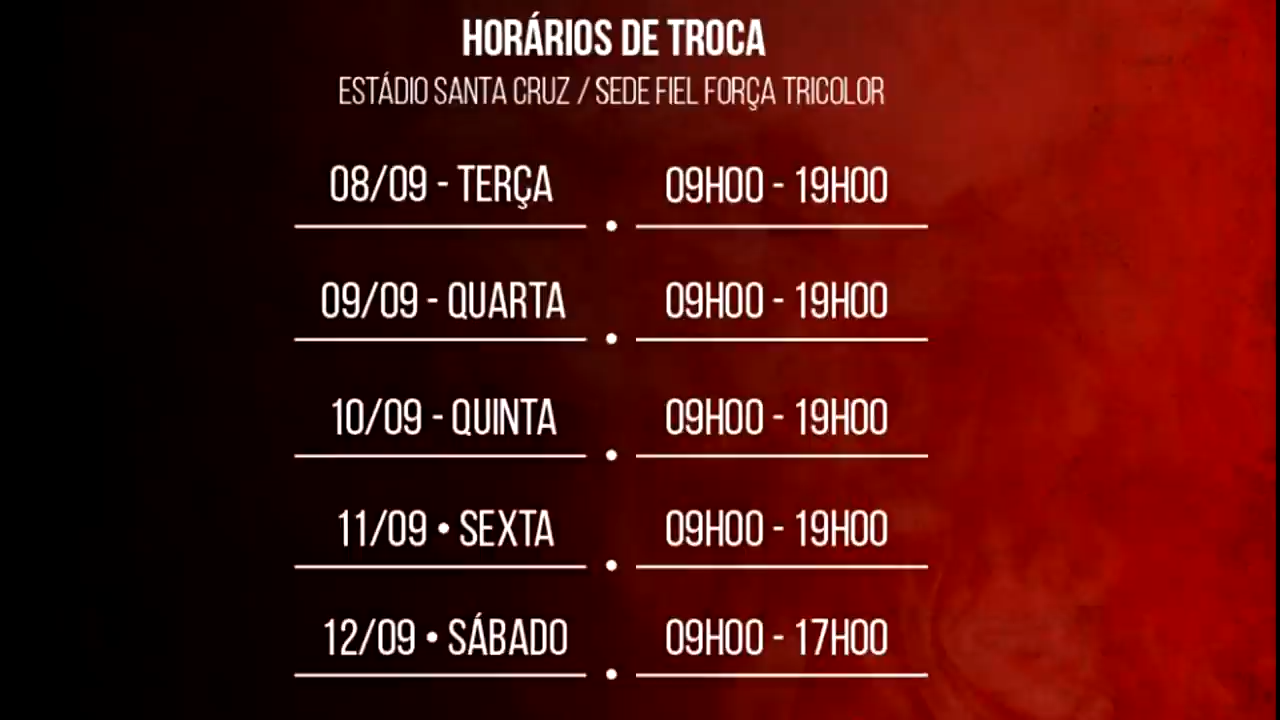 HORÁRIOS DE TROCA
ESTÁDIO SANTA CRUZ / SEDE FIEL FORÇA TRICOLOR
08/09 - TERÇA 09H00 - 19H00
09/09 - QUARTA 09H00 - 19H00
10/09 - QUINTA 09H00 - 19H00
11/09 • SEXTA 09H00 - 19H00
12/09 • SÁBADO 09H00 - 17H00